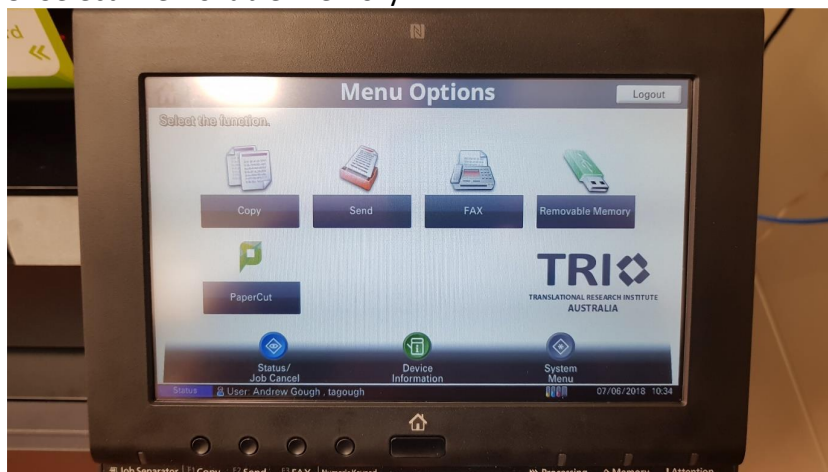 Menu Options
Logout
Select the function.
Copy
Send
FAX
Removable Memory
PaperCut
TRI
TRANSLATIONAL RESEARCH INSTITUTE
AUSTRALIA
Status/
Job Cancel
Device
Information
System
Menu
Status User: Andrew Gough , tagough 07/06/2018 10:34
Job Separator Copy Send FAX Numeric Keypad Processing Memory Attention